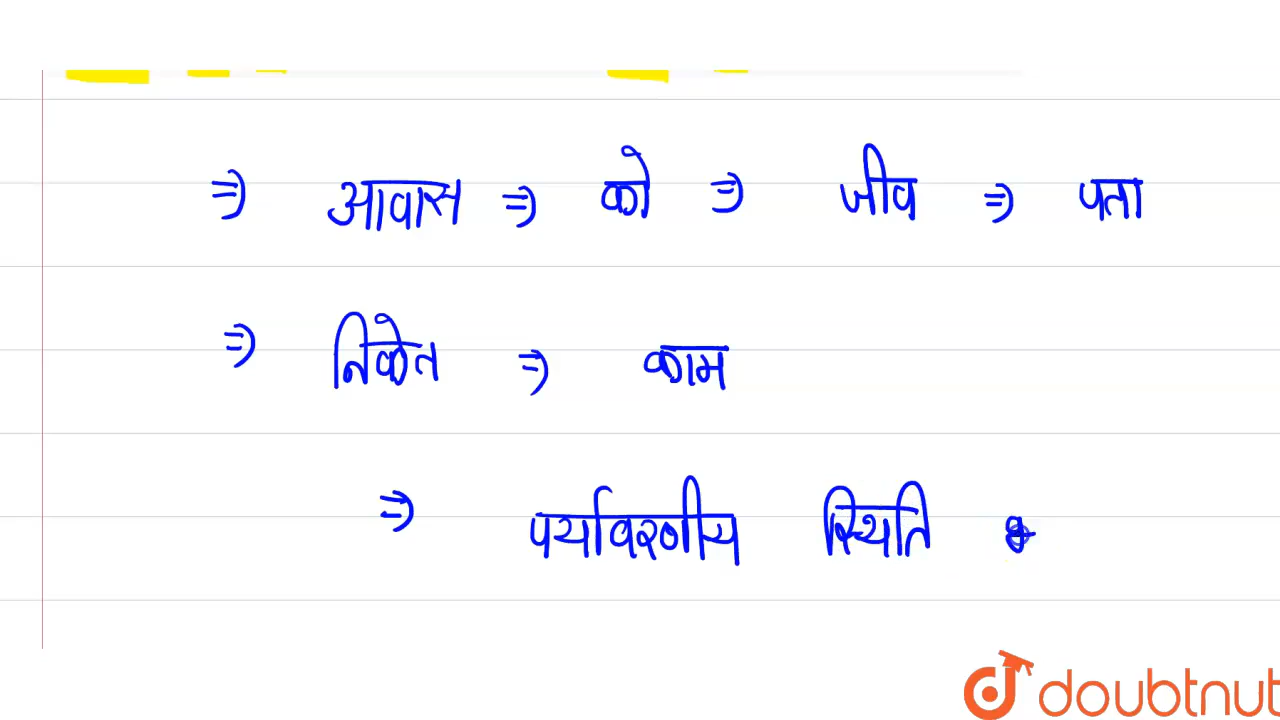 ⇒ आवास ⇒ को ⇒ जीव ⇒ पता
⇒ निकेत ⇒ काम
⇒ पर्यावरणीय स्थिति
doubtnut